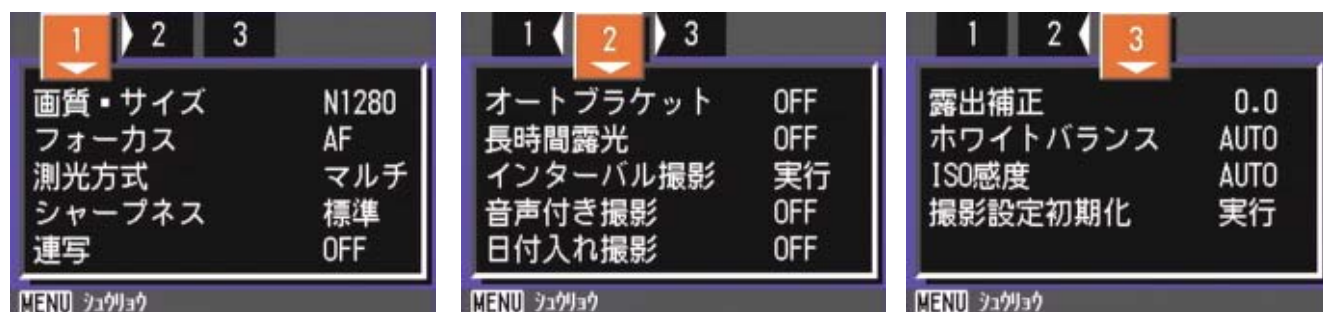 1 2 3
画質▪サイズ N1280
フォーカス AF
測光方式 マルチ
シャープネス 標準
連写 OFF
MENU シュウリョウ
1 2 3
オートブラケット OFF
長時間露光 OFF
インターバル撮影 実行
音声付き撮影 OFF
日付入れ撮影 OFF
MENU シュウリョウ
1 2 3
露出補正 0.0
ホワイトバランス AUTO
ISO感度 AUTO
撮影設定初期化 実行
MENU シュウリョウ